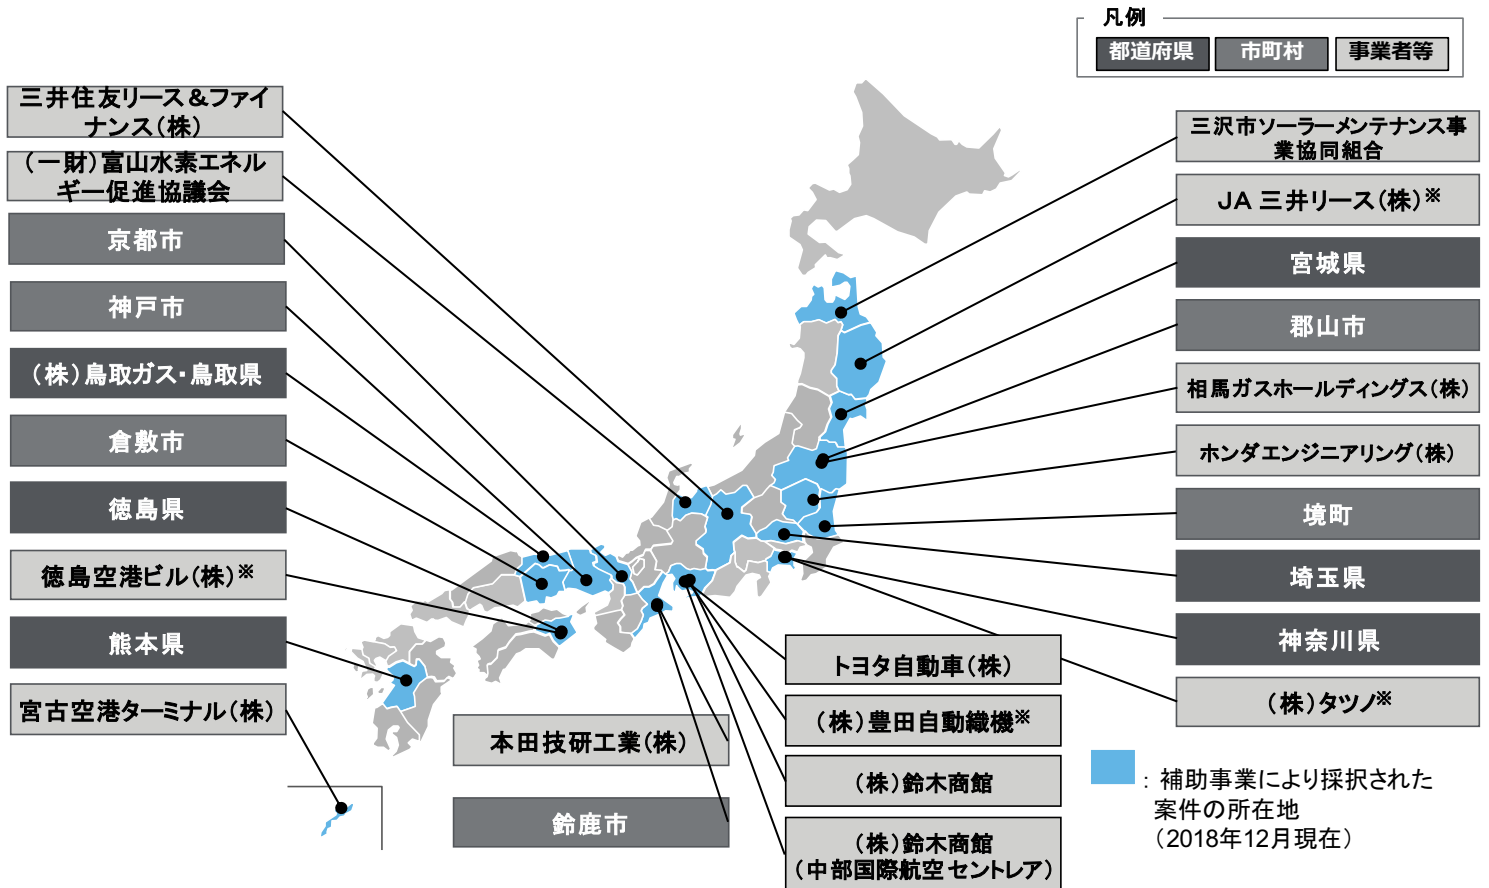 凡例
都道府県
市町村
事業者等
三井住友リース＆ファイ
ナンス（株）
（一財）富山水素エネル
ギー促進協議会
京都市
神戸市
（株）鳥取ガス・鳥取県
倉敷市
徳島県
徳島空港ビル（株）※
熊本県
宮古空港ターミナル（株）
三沢市ソーラーメンテナンス事
業協同組合
JA 三井リース（株）※
宮城県
郡山市
相馬ガスホールディングス（株）
ホンダエンジニアリング（株）
境町
埼玉県
神奈川県
（株）タツノ※
トヨタ自動車（株）
（株）豊田自動織機※
（株）鈴木商館
（株）鈴木商館
（中部国際航空 セントレア）
本田技研工業（株）
鈴鹿市
：補助事業により採択された
案件の所在地
（2018年12月現在）